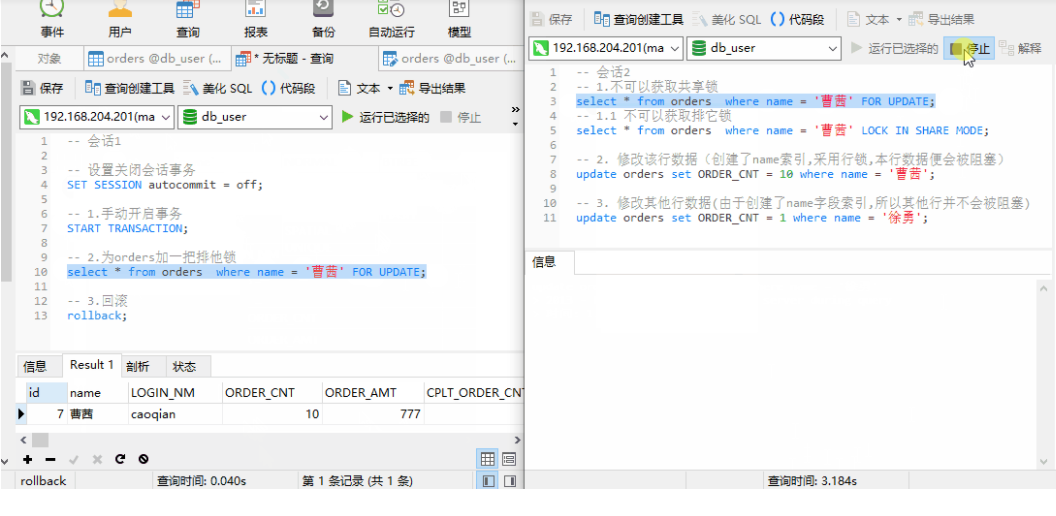 事件 用户 查询 报表 备份 自动运行 模型
对象 orders @db_user (... * 无标题 - 查询 orders @db_user (...
保存 查询创建工具 美化 SQL () 代码段 文本 导出结果
192.168.204.201(ma db_user 运行已选择的 停止
1 -- 会话1
2
3 -- 设置关闭会话事务
4 SET SESSION autocommit = off;
5
6 -- 1.手动开启事务
7 START TRANSACTION;
8
9 -- 2.为orders加一把排他锁
10 select * from orders  where name = '曹茜' FOR UPDATE;
11
12 -- 3.回滚
13 rollback;
信息 Result 1 剖析 状态
id name LOGIN_NM ORDER_CNT ORDER_AMT CPLT_ORDER_CN
7 曹茜 caoqian 10 777
rollback 查询时间: 0.040s 第 1 条记录 (共 1 条)
保存 查询创建工具 美化 SQL () 代码段 文本 导出结果
192.168.204.201(ma db_user 运行已选择的 停止 解释
1 -- 会话2
2 -- 1.不可以获取共享锁
3 select * from orders  where name = '曹茜' FOR UPDATE;
4 -- 1.1 不可以获取排它锁
5 select * from orders  where name = '曹茜' LOCK IN SHARE MODE;
6
7 -- 2. 修改该行数据（创建了name索引,采用行锁,本行数据便会被阻塞）
8 update orders set ORDER_CNT = 10 where name = '曹茜';
9
10 -- 3. 修改其他行数据(由于创建了name字段索引,所以其他行并不会被阻塞)
11 update orders set ORDER_CNT = 1 where name = '徐勇';
信息
查询时间: 3.184s